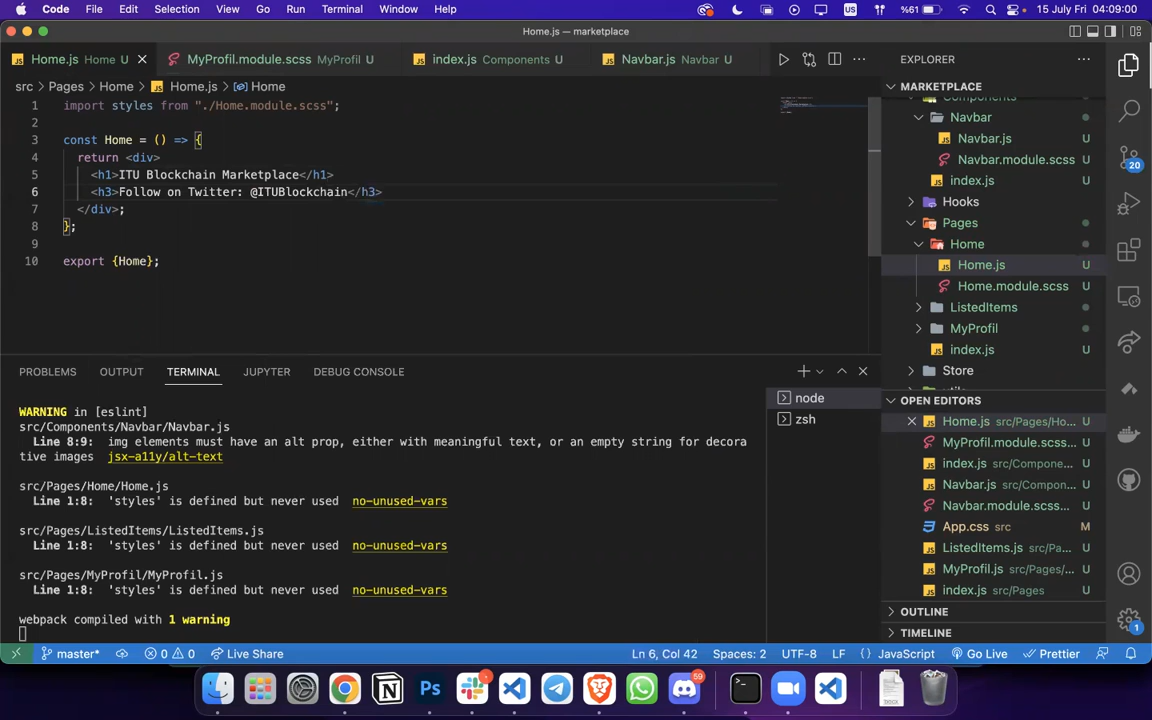 Code File Edit Selection View Go Run Terminal Window Help US %61 15 July Fri 04:09:00
Home.js — marketplace
Home.js Home U MyProfil.module.scss MyProfil U index.js Components U Navbar.js Navbar U
EXPLORER
src > Pages > Home > Home.js > Home
1 import styles from "./Home.module.scss";
2
3 const Home = () => {
4 return <div>
5 <h1>ITU Blockchain Marketplace</h1>
6 <h3>Follow on Twitter: @ITUBlockchain</h3>
7 </div>;
8 };
9
10 export {Home};
MARKETPLACE
Components
Navbar
Navbar.js U
Navbar.module.scss U
index.js U
Hooks
Pages
Home
Home.js U
Home.module.scss U
ListedItems
MyProfil
index.js U
Store
utils
OPEN EDITORS
Home.js src/Pages/Ho... U
MyProfil.module.scss... U
index.js src/Compone... U
Navbar.js src/Compon... U
Navbar.module.scss... U
App.css src M
ListedItems.js src/Pa... U
MyProfil.js src/Pages/... U
index.js src/Pages U
OUTLINE
TIMELINE
20
1
PROBLEMS OUTPUT TERMINAL JUPYTER DEBUG CONSOLE
node
zsh
WARNING in [eslint]
src/Components/Navbar/Navbar.js
Line 8:9: img elements must have an alt prop, either with meaningful text, or an empty string for decora
tive images jsx-a11y/alt-text
src/Pages/Home/Home.js
Line 1:8: 'styles' is defined but never used no-unused-vars
src/Pages/ListedItems/ListedItems.js
Line 1:8: 'styles' is defined but never used no-unused-vars
src/Pages/MyProfil/MyProfil.js
Line 1:8: 'styles' is defined but never used no-unused-vars
webpack compiled with 1 warning
master* 0 0 Live Share Ln 6, Col 42 Spaces: 2 UTF-8 LF {} JavaScript Go Live Prettier
59
Ps